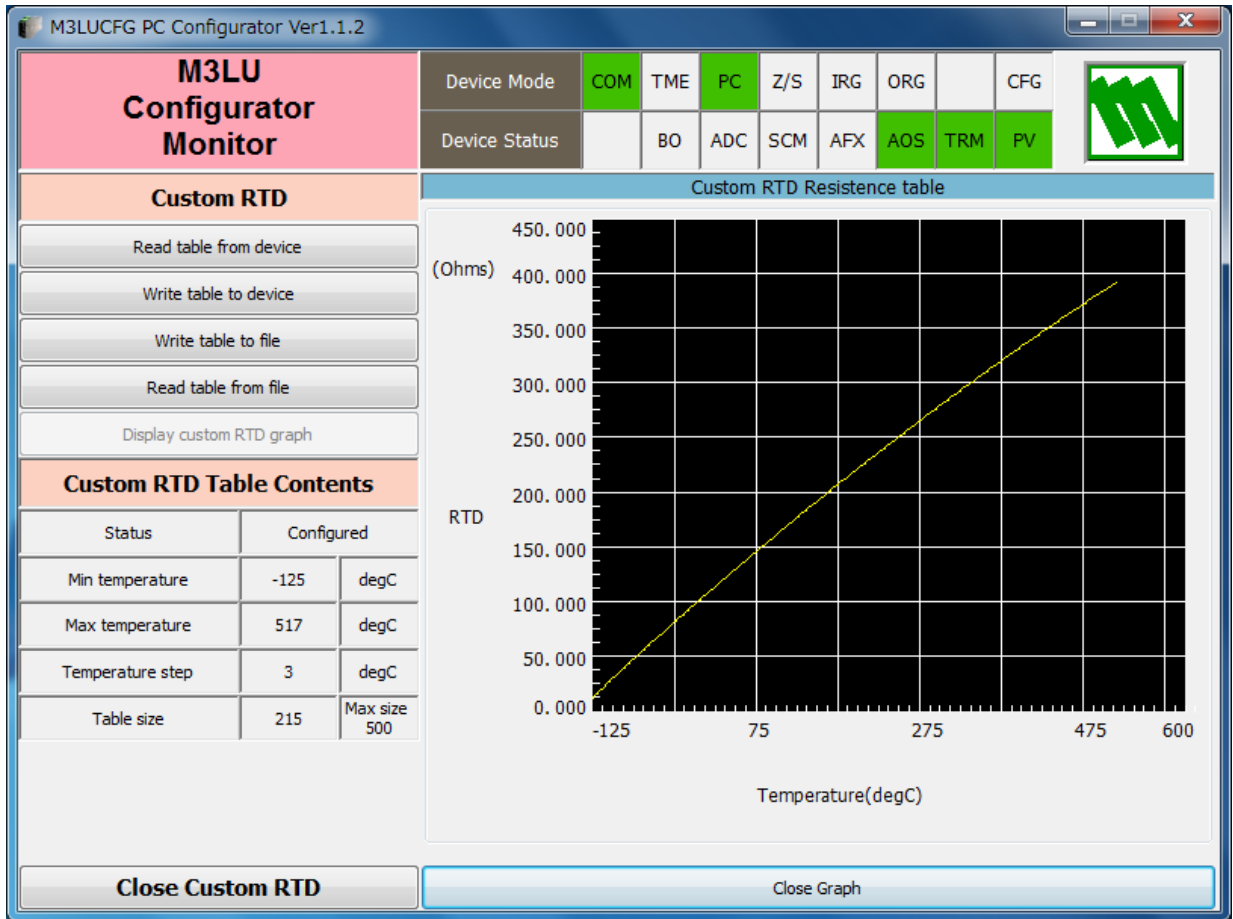 M3LUCFG PC Configurator Ver1.1.2
M3LU
Configurator
Monitor
Device Mode COM TME PC Z/S IRG ORG CFG
Device Status BO ADC SCM AFX AOS TRM PV
Custom RTD
Read table from device
Write table to device
Write table to file
Read table from file
Display custom RTD graph
Custom RTD Table Contents
Status Configured
Min temperature -125 degC
Max temperature 517 degC
Temperature step 3 degC
Table size 215 Max size
500
Close Custom RTD
Custom RTD Resistence table
450.000
(Ohms)
400.000
350.000
300.000
250.000
200.000
RTD
150.000
100.000
50.000
0.000
-125 75 275 475 600
Temperature(degC)
Close Graph